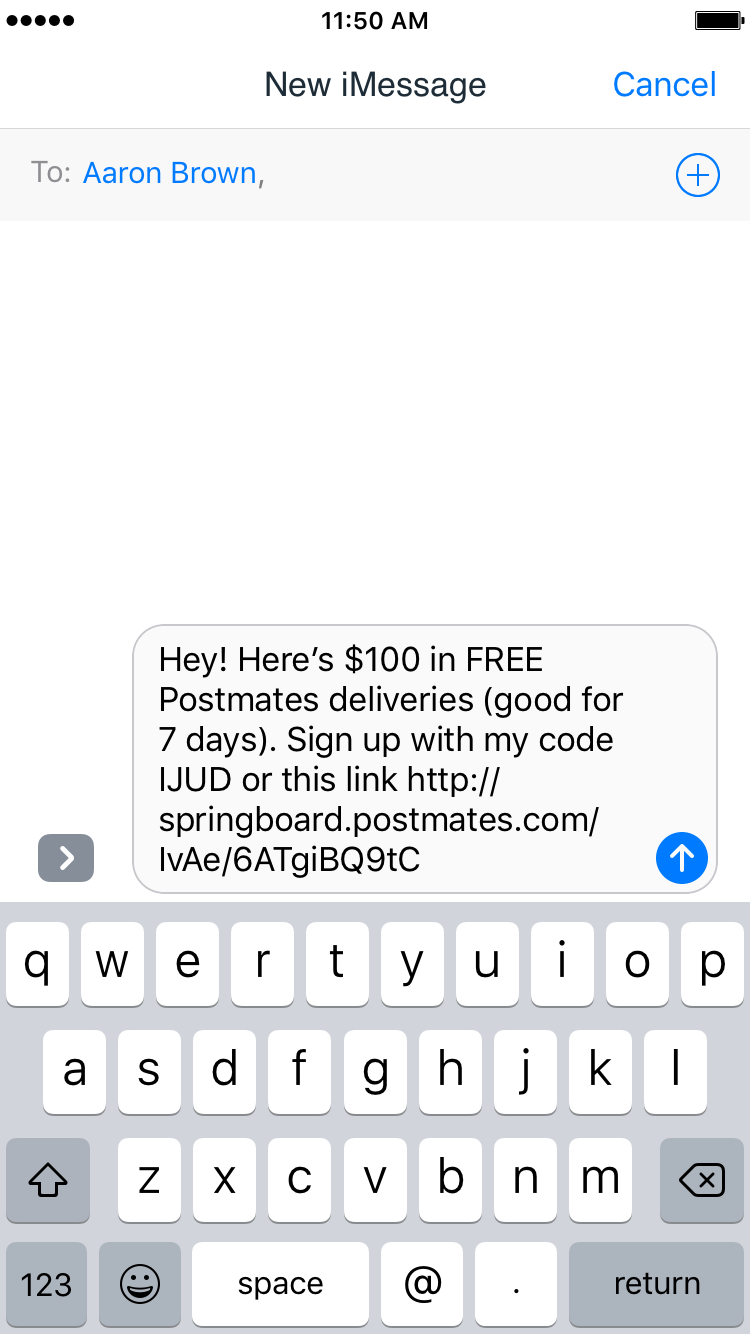 11:50 AM
New iMessage Cancel
To: Aaron Brown,
Hey! Here’s $100 in FREE
Postmates deliveries (good for
7 days). Sign up with my code
IJUD or this link http://
springboard.postmates.com/
IvAe/6ATgiBQ9tC
q w e r t y u i o p
a s d f g h j k l
z x c v b n m
123 space @ . return